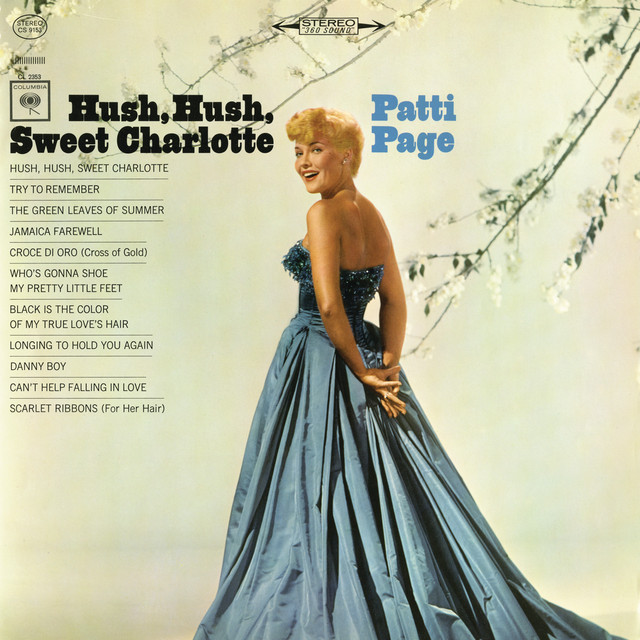 STEREO
CS 9153
STEREO
"360 SOUND"
CL 2353
COLUMBIA
Hush, Hush,
Sweet Charlotte
Patti
Page
HUSH, HUSH, SWEET CHARLOTTE
TRY TO REMEMBER
THE GREEN LEAVES OF SUMMER
JAMAICA FAREWELL
CROCE DI ORO (Cross of Gold)
WHO'S GONNA SHOE
MY PRETTY LITTLE FEET
BLACK IS THE COLOR
OF MY TRUE LOVE'S HAIR
LONGING TO HOLD YOU AGAIN
DANNY BOY
CAN'T HELP FALLING IN LOVE
SCARLET RIBBONS (For Her Hair)